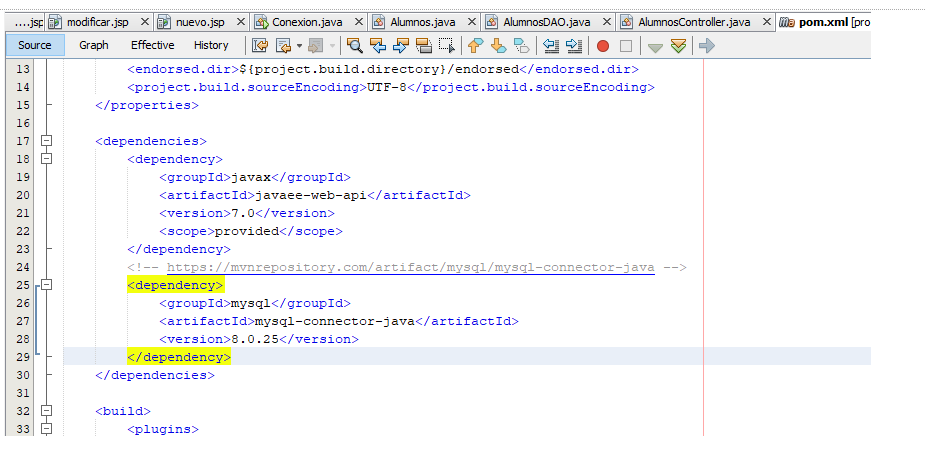 ....jsp modificar.jsp nuevo.jsp Conexion.java Alumnos.java AlumnosDAO.java AlumnosController.java pom.xml [pro
Source Graph Effective History
13 <endorsed.dir>${project.build.directory}/endorsed</endorsed.dir>
14 <project.build.sourceEncoding>UTF-8</project.build.sourceEncoding>
15 </properties>
16
17 <dependencies>
18 <dependency>
19 <groupId>javax</groupId>
20 <artifactId>javaee-web-api</artifactId>
21 <version>7.0</version>
22 <scope>provided</scope>
23 </dependency>
24 <!-- https://mvnrepository.com/artifact/mysql/mysql-connector-java -->
25 <dependency>
26 <groupId>mysql</groupId>
27 <artifactId>mysql-connector-java</artifactId>
28 <version>8.0.25</version>
29 </dependency>
30 </dependencies>
31
32 <build>
33 <plugins>